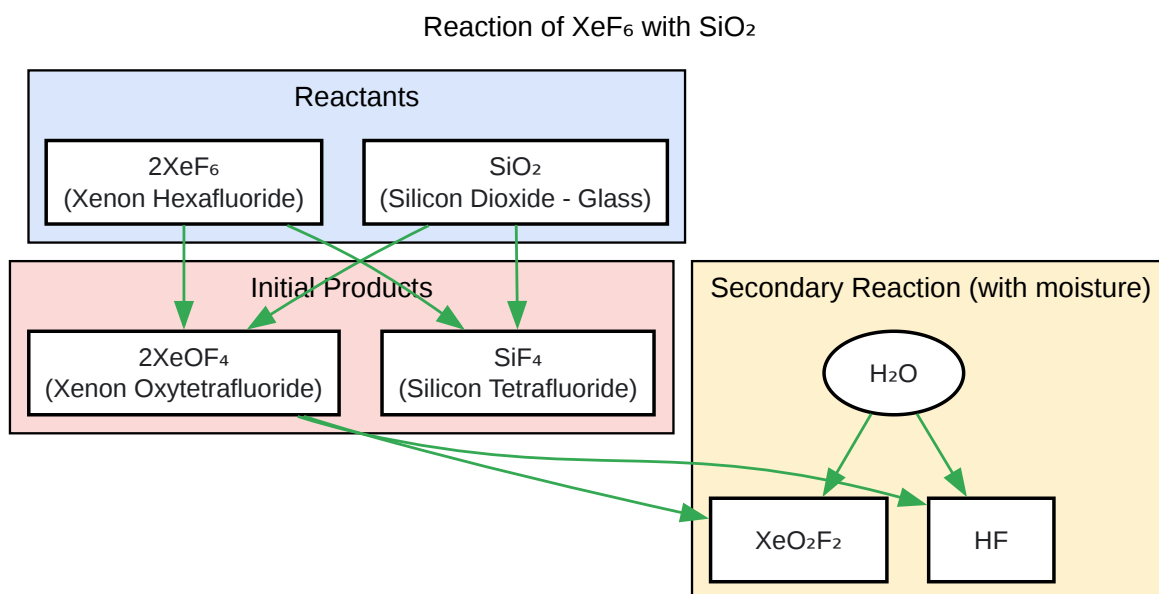 Reaction of XeF₆ with SiO₂
Reactants
2XeF₆
(Xenon Hexafluoride)
SiO₂
(Silicon Dioxide - Glass)
Initial Products
2XeOF₄
(Xenon Oxytetrafluoride)
SiF₄
(Silicon Tetrafluoride)
Secondary Reaction (with moisture)
H₂O
XeO₂F₂
HF